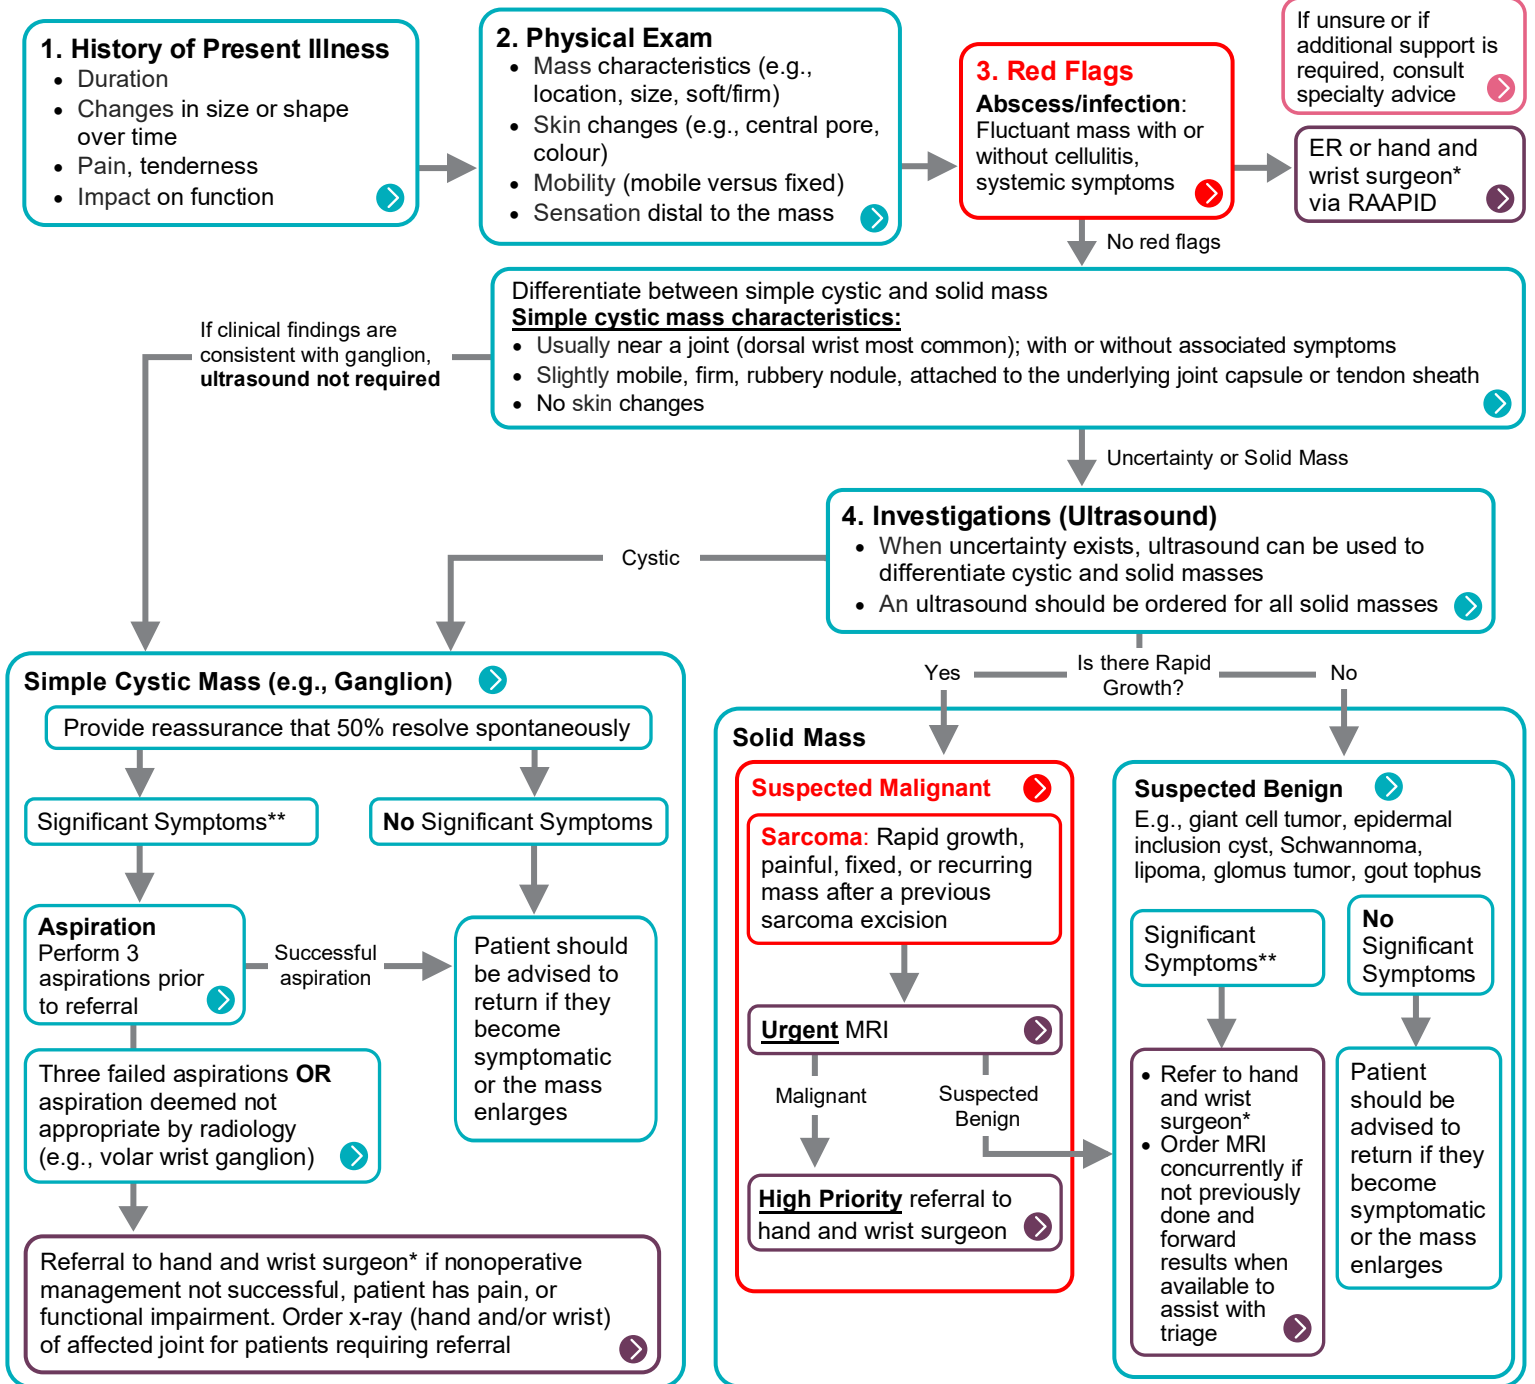 1. History of Present Illness
• Duration
• Changes in size or shape
over time
• Pain, tenderness
• Impact on function
2. Physical Exam
• Mass characteristics (e.g.,
location, size, soft/firm)
• Skin changes (e.g., central pore,
colour)
• Mobility (mobile versus fixed)
• Sensation distal to the mass
3. Red Flags
Abscess/infection:
Fluctuant mass with or
without cellulitis,
systemic symptoms
If unsure or if
additional support is
required, consult
specialty advice
ER or hand and
wrist surgeon*
via RAAPID
No red flags
Differentiate between simple cystic and solid mass
Simple cystic mass characteristics:
• Usually near a joint (dorsal wrist most common); with or without associated symptoms
• Slightly mobile, firm, rubbery nodule, attached to the underlying joint capsule or tendon sheath
• No skin changes
If clinical findings are
consistent with ganglion,
ultrasound not required
Uncertainty or Solid Mass
4. Investigations (Ultrasound)
• When uncertainty exists, ultrasound can be used to
differentiate cystic and solid masses
• An ultrasound should be ordered for all solid masses
Cystic
Yes
Is there Rapid
Growth?
No
Simple Cystic Mass (e.g., Ganglion)
Provide reassurance that 50% resolve spontaneously
Significant Symptoms**
No Significant Symptoms
Aspiration
Perform 3
aspirations prior
to referral
Successful
aspiration
Patient should
be advised to
return if they
become
symptomatic
or the mass
enlarges
Three failed aspirations OR
aspiration deemed not
appropriate by radiology
(e.g., volar wrist ganglion)
Referral to hand and wrist surgeon* if nonoperative
management not successful, patient has pain, or
functional impairment. Order x-ray (hand and/or wrist)
of affected joint for patients requiring referral
Solid Mass
Suspected Malignant
Sarcoma: Rapid growth,
painful, fixed, or recurring
mass after a previous
sarcoma excision
Urgent MRI
Malignant
Suspected
Benign
High Priority referral to
hand and wrist surgeon
Suspected Benign
E.g., giant cell tumor, epidermal
inclusion cyst, Schwannoma,
lipoma, glomus tumor, gout tophus
Significant
Symptoms**
No
Significant
Symptoms
• Refer to hand
and wrist
surgeon*
• Order MRI
concurrently if
not previously
done and
forward
results when
available to
assist with
triage
Patient
should be
advised to
return if they
become
symptomatic
or the mass
enlarges